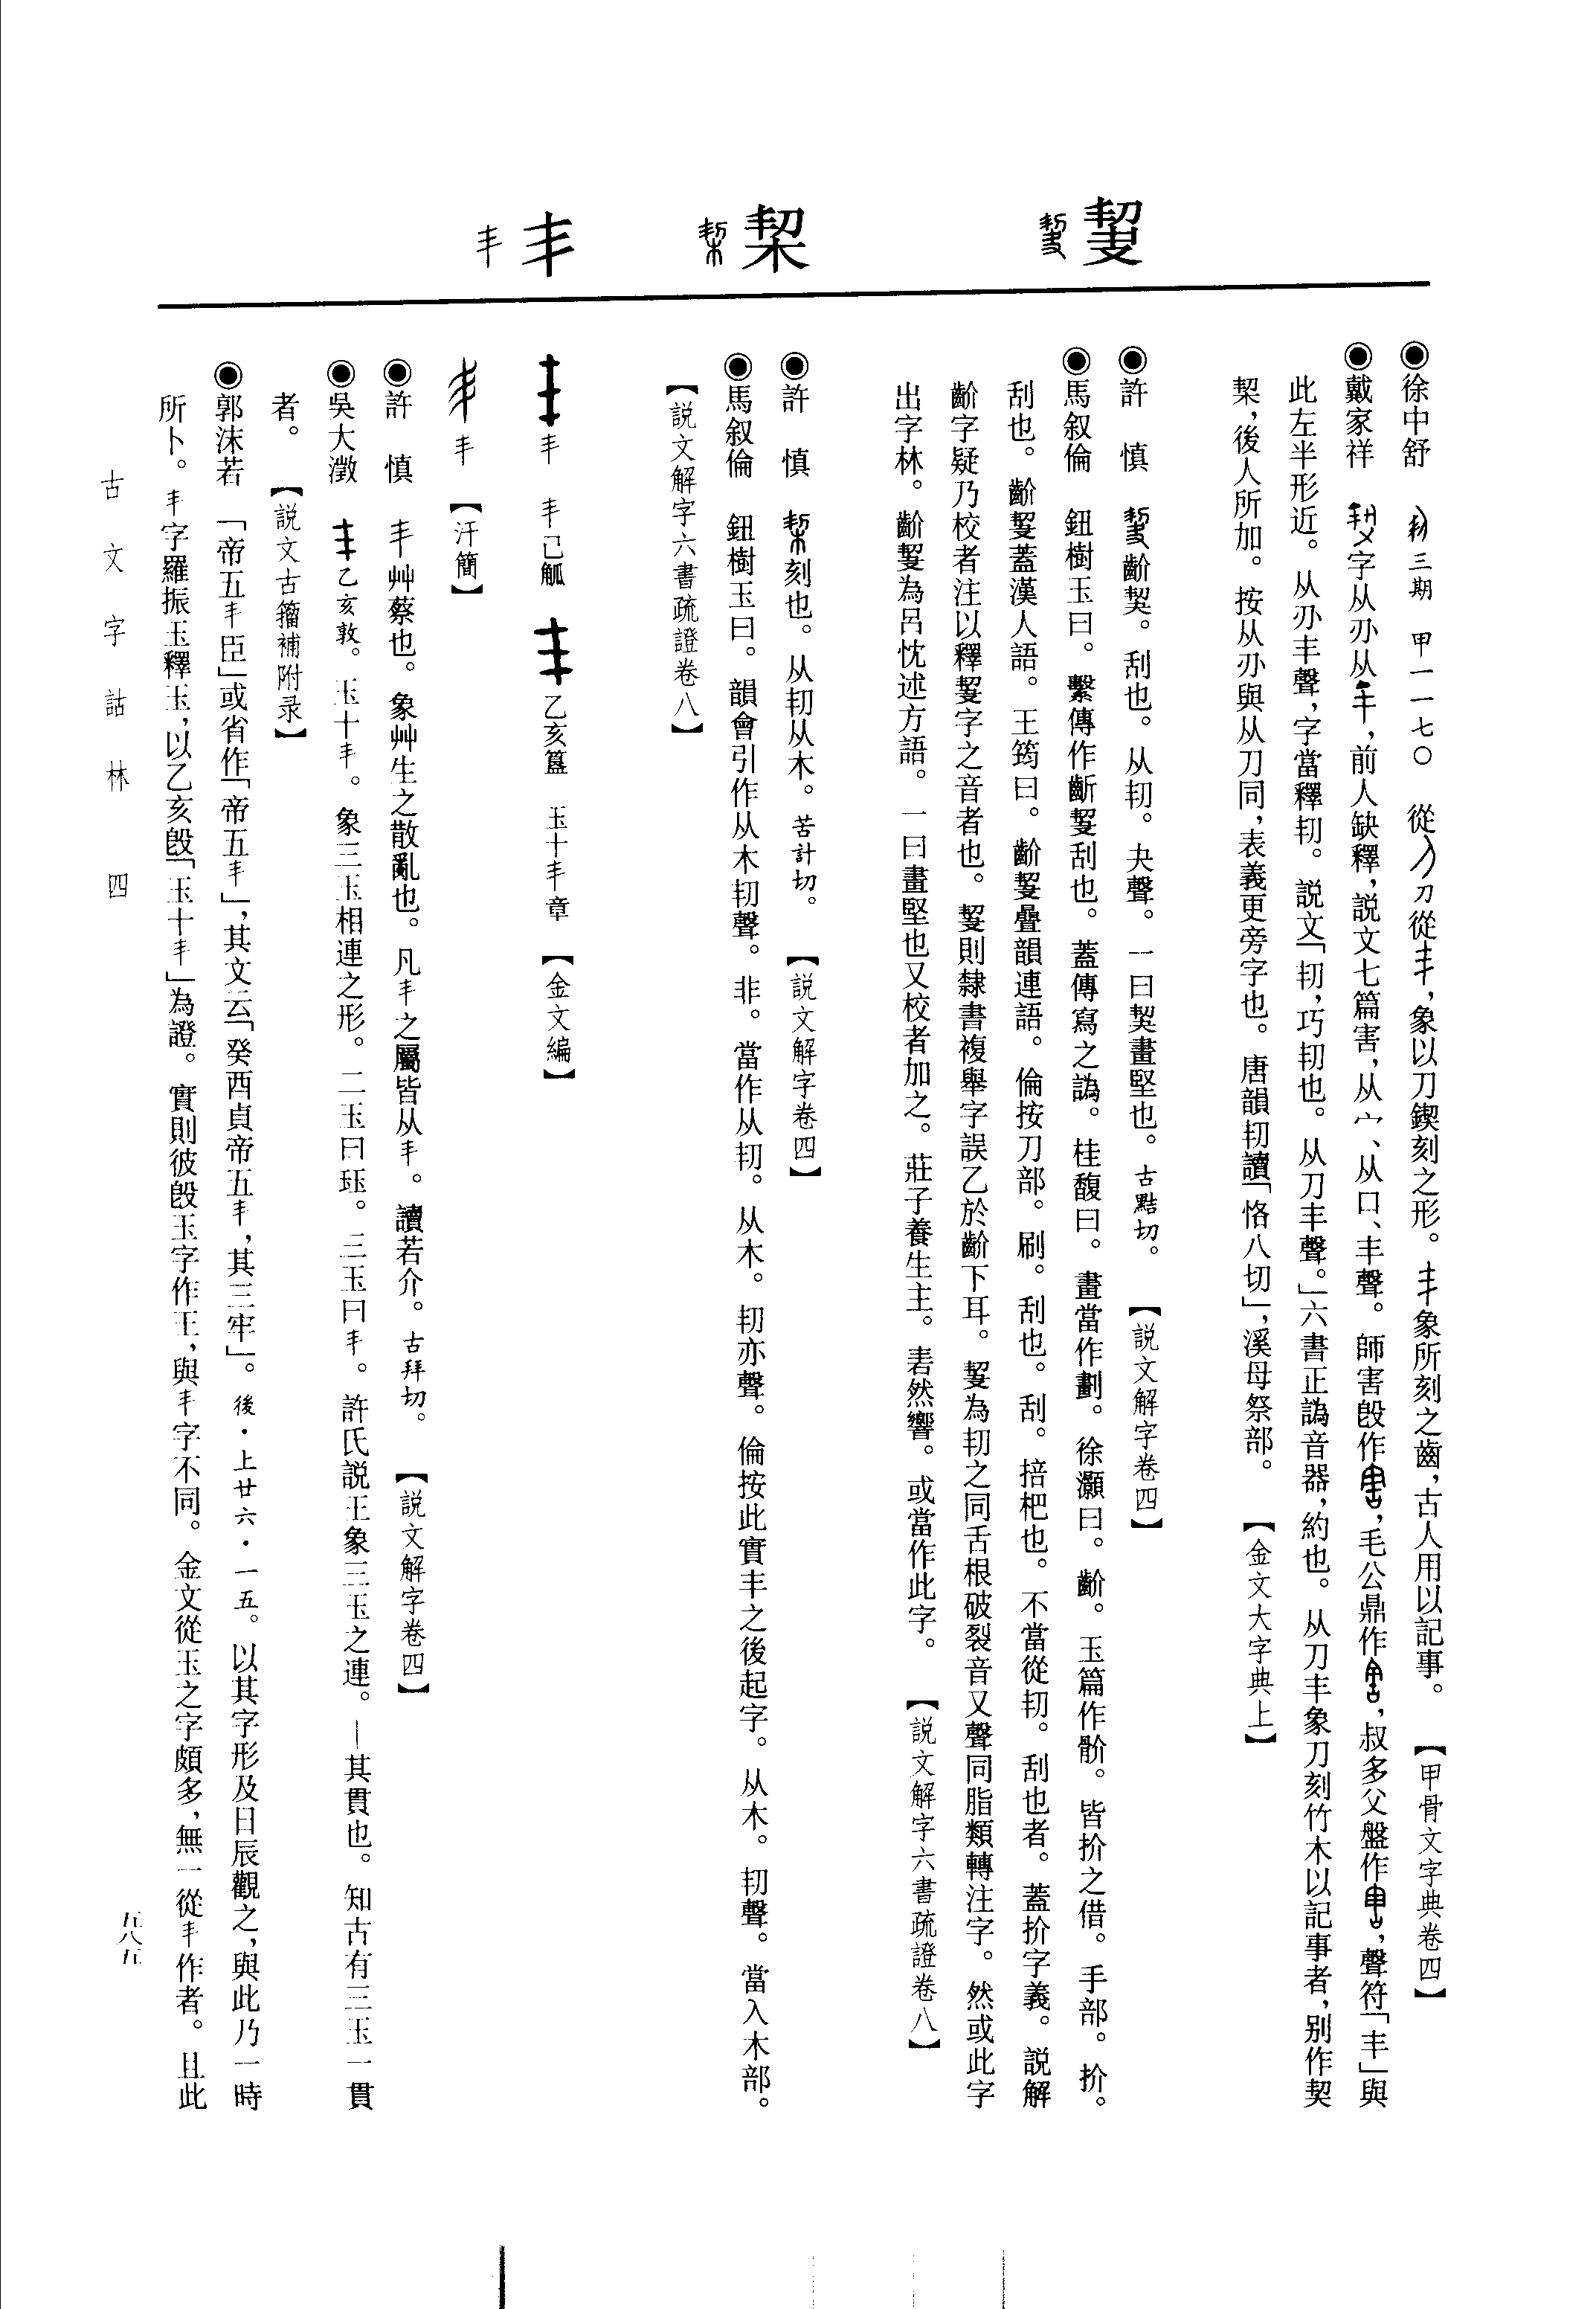 丯 㓞木 㓞夬
◉徐中舒　三期　甲一一七〇　從刀從丯，象以刀鍥刻之形。丯象所刻之齒，古人用以記事。【甲骨文字典卷四】
◉戴家祥　字从刅从，前人缺釋，説文七篇害，从宀、从口、丯聲。師害𣪘作，毛公鼎作，叔多父盤作，聲符「丯」與
此左半形近。从刅丯聲，字當釋㓞。説文「㓞，巧㓞也。从刀丯聲。」六書正譌音器，約也。从刀丯象刀刻竹木以記事者，别作契
栔，後人所加。按从刅與从刀同，表義更旁字也。唐韻㓞讀「恪八切」，溪母祭部。【金文大字典上】
◉許　慎　齘契。刮也。从㓞。夬聲。一曰契畫堅也。古黠切。【説文解字卷四】
◉馬叙倫　鈕樹玉曰。繫傳作齗㓶刮也。蓋傳寫之譌。桂馥曰。畫當作劃。徐灝曰。齘。玉篇作骱。皆扴之借。手部。扴。
刮也。齘㓶蓋漢人語。王筠曰。齘㓶疊韻連語。倫按刀部。刷。刮也。刮。掊杷也。不當從㓞。刮也者。蓋扴字義。説解
齘字疑乃校者注以釋㓶字之音者也。㓶則隸書複舉字誤乙於齘下耳。㓶為㓞之同舌根破裂音又聲同脂類轉注字。然或此字
出字林。齘㓶為呂忱述方語。一曰畫堅也又校者加之。莊子養生主。砉然響。或當作此字。【説文解字六書疏證卷八】
◉許　慎　栔刻也。从㓞从木。苦計切。【説文解字卷四】
◉馬叙倫　鈕樹玉曰。韻會引作从木㓞聲。非。當作从㓞。从木。㓞亦聲。倫按此實丯之後起字。从木。㓞聲。當入木部。
【説文解字六書疏證卷八】
丯　丯己觚　乙亥簋　玉十丯章　【金文編】
丯　【汗簡】
◉許　慎　丯艸蔡也。象艸生之散亂也。凡丯之屬皆从丯。讀若介。古拜切。【説文解字卷四】
◉吳大澂　乙亥敦。玉十丯。象三玉相連之形。二玉曰玨。三玉曰丯。許氏説王象三玉之連。｜其貫也。知古有三玉一貫
者。【説文古籀補附录】
◉郭沫若　「帝五丯臣」或省作「帝五丯」，其文云「癸酉貞帝五丯，其三牢」。後·上廿六·一五。以其字形及日辰觀之，與此乃一時
所卜。丯字羅振玉釋玉，以乙亥𣪘「玉十丯」為證。實則彼𣪘玉字作王，與丯字不同。金文從玉之字頗多，無一從丯作者。且此
古文字詁林　四
五八五